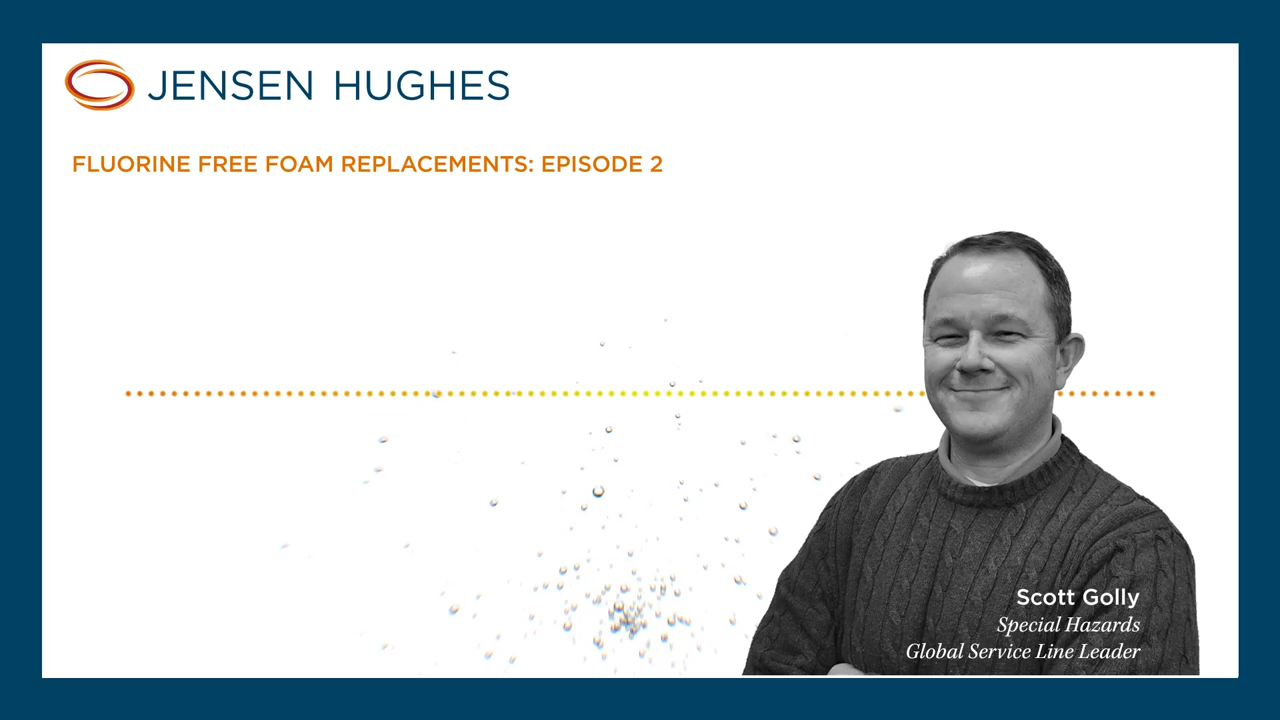 JENSEN HUGHES
FLUORINE FREE FOAM REPLACEMENTS: EPISODE 2
Scott Golly
Special Hazards
Global Service Line Leader